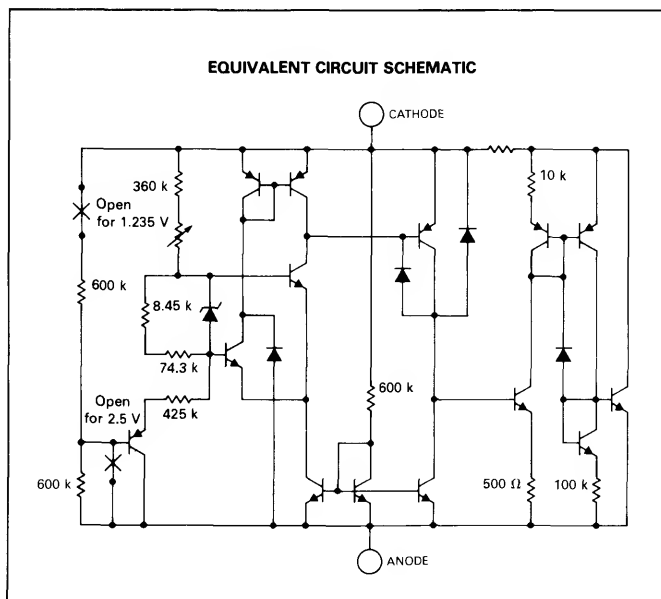 EQUIVALENT CIRCUIT SCHEMATIC
CATHODE
360 k
10 k
Open
for 1.235 V
600 k
8.45 k
74.3 k
600 k
Open
for 2.5 V
425 k
600 k
500 Ω
100 k
ANODE